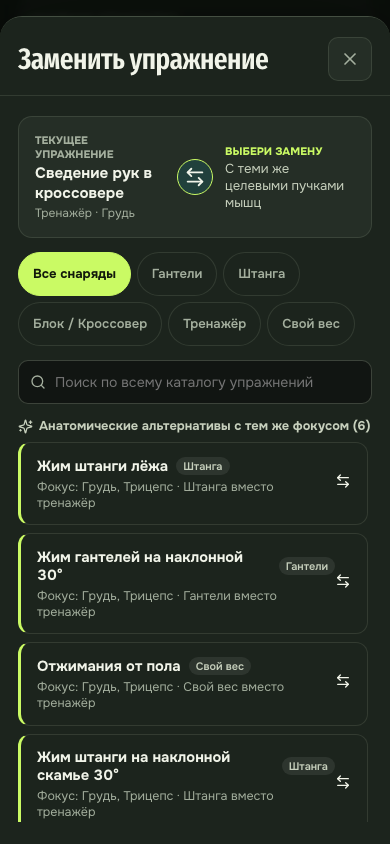 Заменить упражнение
ТЕКУЩЕЕ
УПРАЖНЕНИЕ
Сведение рук в
кроссовере
Тренажёр · Грудь
ВЫБЕРИ ЗАМЕНУ
С теми же
целевыми пучками
мышц
Все снаряды
Гантели
Штанга
Блок / Кроссовер
Тренажёр
Свой вес
Поиск по всему каталогу упражнений
Анатомические альтернативы с тем же фокусом (6)
Жим штанги лёжа Штанга
Фокус: Грудь, Трицепс · Штанга вместо
тренажёр
Жим гантелей на наклонной
30° Гантели
Фокус: Грудь, Трицепс · Гантели вместо
тренажёр
Отжимания от пола Свой вес
Фокус: Грудь, Трицепс · Свой вес вместо
тренажёр
Жим штанги на наклонной
скамье 30° Штанга
Фокус: Грудь, Трицепс · Штанга вместо
тренажёр